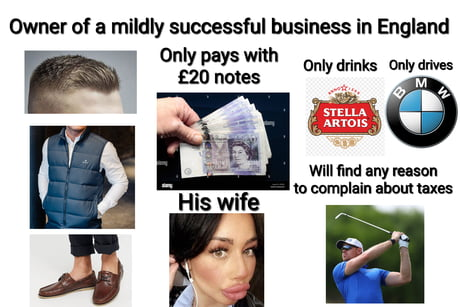 Owner of a mildly successful business in England
Only pays with
£20 notes
Only drinks
Only drives
STELLA
ARTOIS
BMW
Will find any reason
to complain about taxes
His wife
alamy